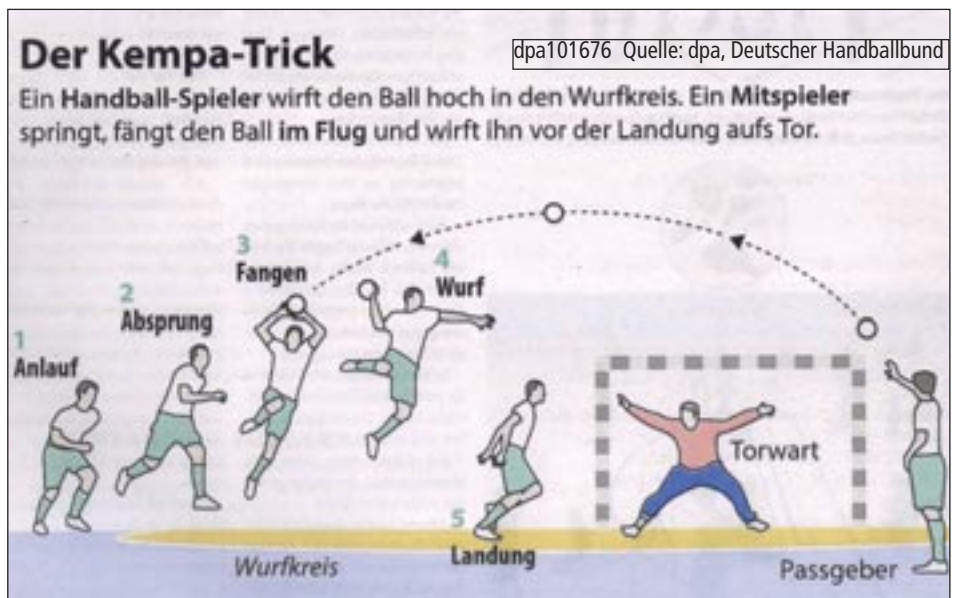 Der Kempa-Trick
dpa101676 Quelle: dpa, Deutscher Handballbund
Ein Handball-Spieler wirft den Ball hoch in den Wurfkreis. Ein Mitspieler
springt, fängt den Ball im Flug und wirft ihn vor der Landung aufs Tor.
1
Anlauf
2
Absprung
3
Fangen
4
Wurf
5
Landung
Torwart
Wurfkreis
Passgeber